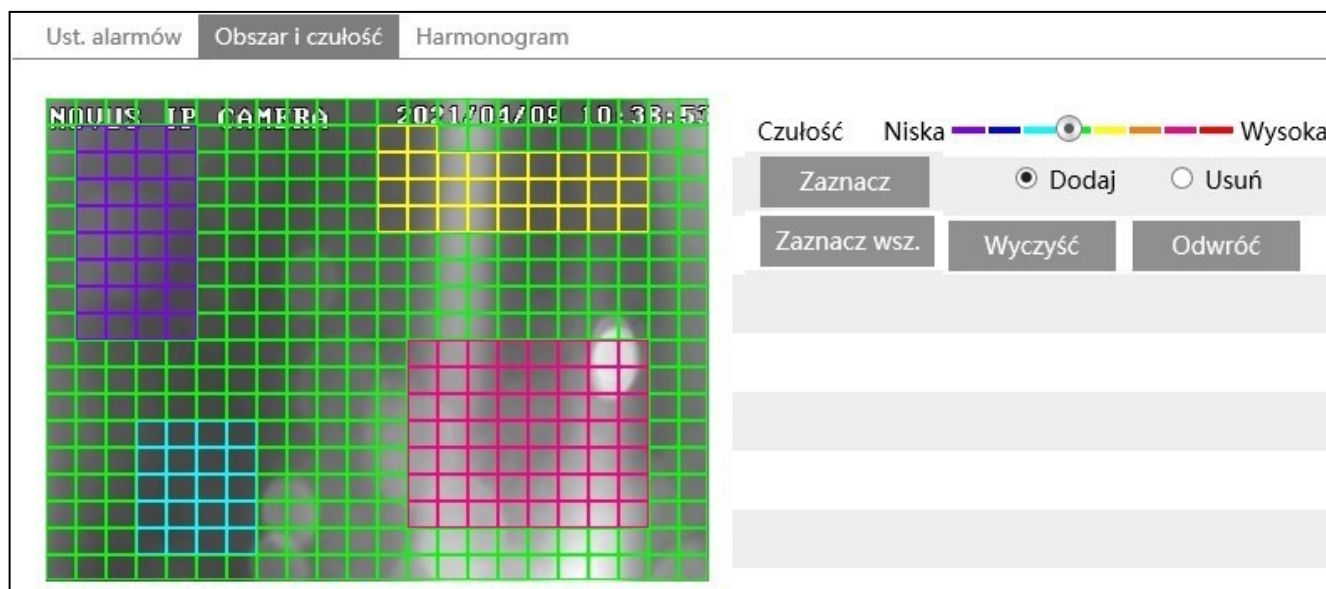 Ust. alarmów Obszar i czułość Harmonogram
NOVUS IP CAMERA 2021/04/09 10:38:53
Czułość Niska Wysoka
Zaznacz Dodaj Usuń
Zaznacz wsz. Wyczyść Odwróć